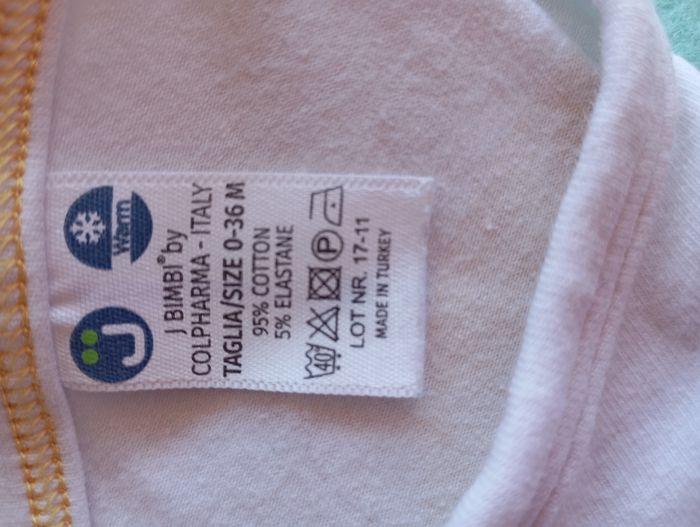 J
Warm
J BIMBI® by
COLPHARMA - ITALY
TAGLIA/SIZE 0-36 M
95% COTTON
5% ELASTANE
40° P
LOT NR. 17-11
MADE IN TURKEY